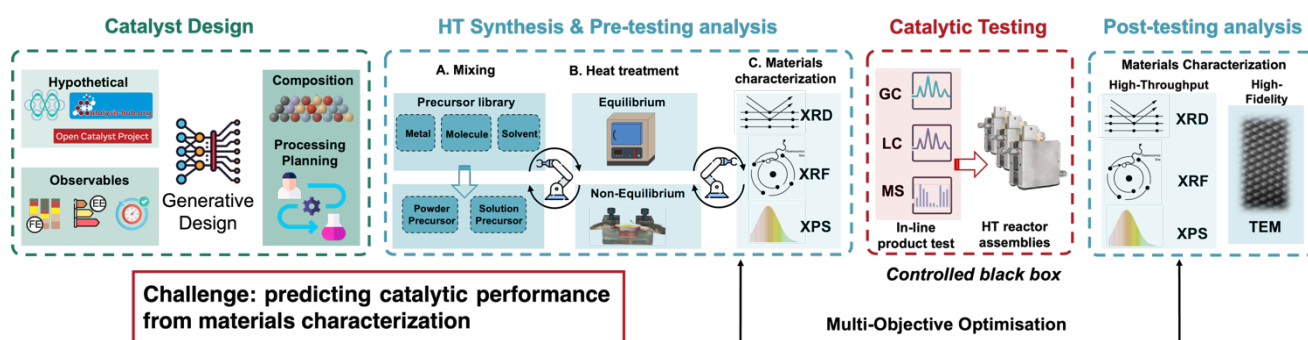 Catalyst Design
Hypothetical
Open Catalyst Project
Observables
FE
EE
Generative
Design
Composition
Processing
Planning
HT Synthesis & Pre-testing analysis
A. Mixing
Precursor library
Metal
Molecule
Solvent
Powder
Precursor
Solution
Precursor
B. Heat treatment
Equilibrium
Non-Equilibrium
C. Materials
characterization
XRD
XRF
XPS
Catalytic Testing
GC
LC
MS
In-line
product test
HT reactor
assemblies
Controlled black box
Post-testing analysis
Materials Characterization
High-Throughput
XRD
XRF
XPS
High-
Fidelity
TEM
Challenge: predicting catalytic performance
from materials characterization
Multi-Objective Optimisation